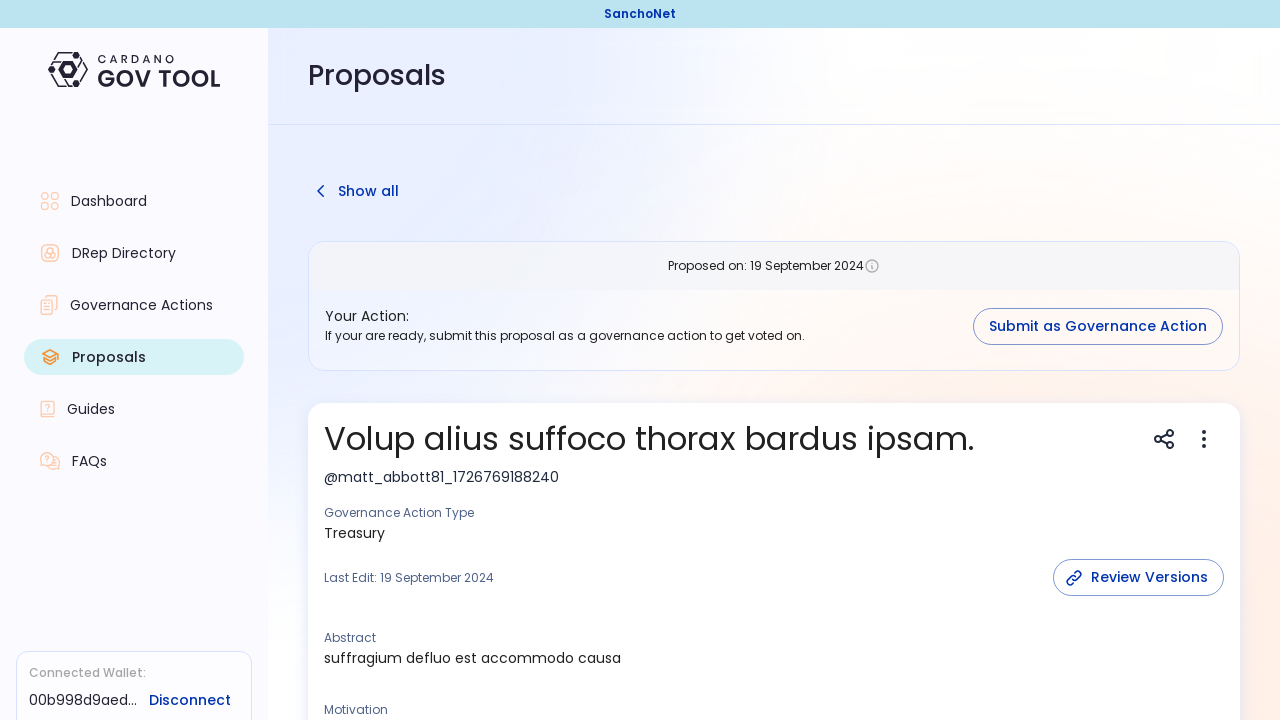 SanchoNet
CARDANO
GOV TOOL
Proposals
Dashboard
DRep Directory
Governance Actions
Proposals
Guides
FAQs
Connected Wallet:
00b998d9aed... Disconnect
Show all
Proposed on: 19 September 2024
Your Action:
If your are ready, submit this proposal as a governance action to get voted on.
Submit as Governance Action
Volup alius suffoco thorax bardus ipsam.
@matt_abbott81_1726769188240
Governance Action Type
Treasury
Last Edit: 19 September 2024
Review Versions
Abstract
suffragium defluo est accommodo causa
Motivation